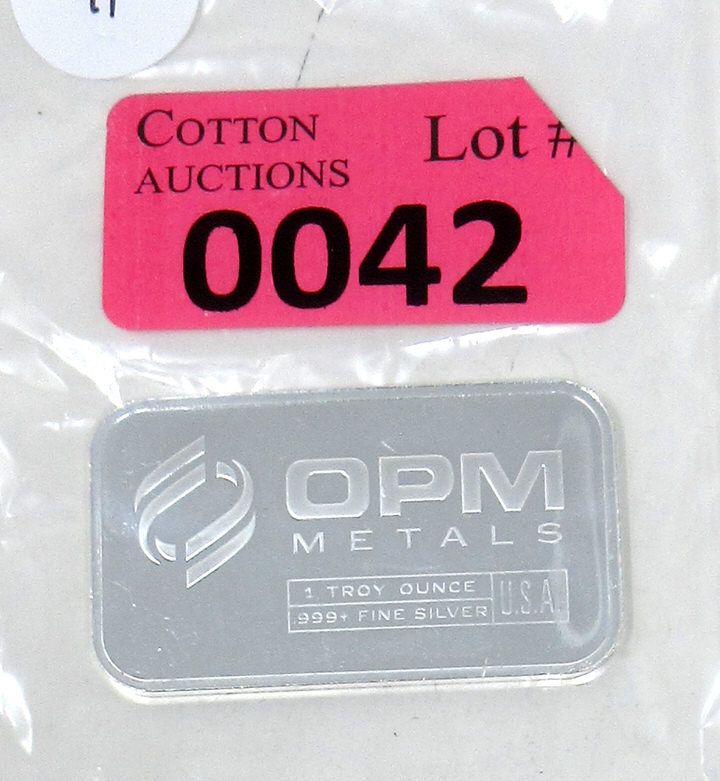 COTTON
AUCTIONS
Lot #
0042
OPM
METALS
1 TROY OUNCE
.999+ FINE SILVER
U.S.A.